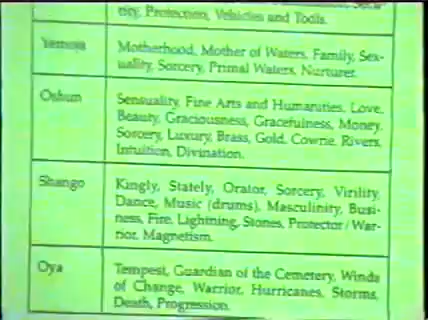 rity, Protection, Vehicles and Tools.
Yemoja
Motherhood, Mother of Waters, Family, Sex-
uality, Sorcery, Primal Waters, Nurturer.
Oshun
Sensuality, Fine Arts and Humanities, Love,
Beauty, Graciousness, Gracefulness, Money,
Sorcery, Luxury, Brass, Gold, Cowrie, Rivers,
Intuition, Divination.
Shango
Kingly, Stately, Orator, Sorcery, Virility,
Dance, Music (drums), Masculinity, Busi-
ness, Fire, Lightning, Stones, Protector/War-
rior, Magnetism.
Oya
Tempest, Guardian of the Cemetery, Winds
of Change, Warrior, Hurricanes, Storms,
Death, Progression.